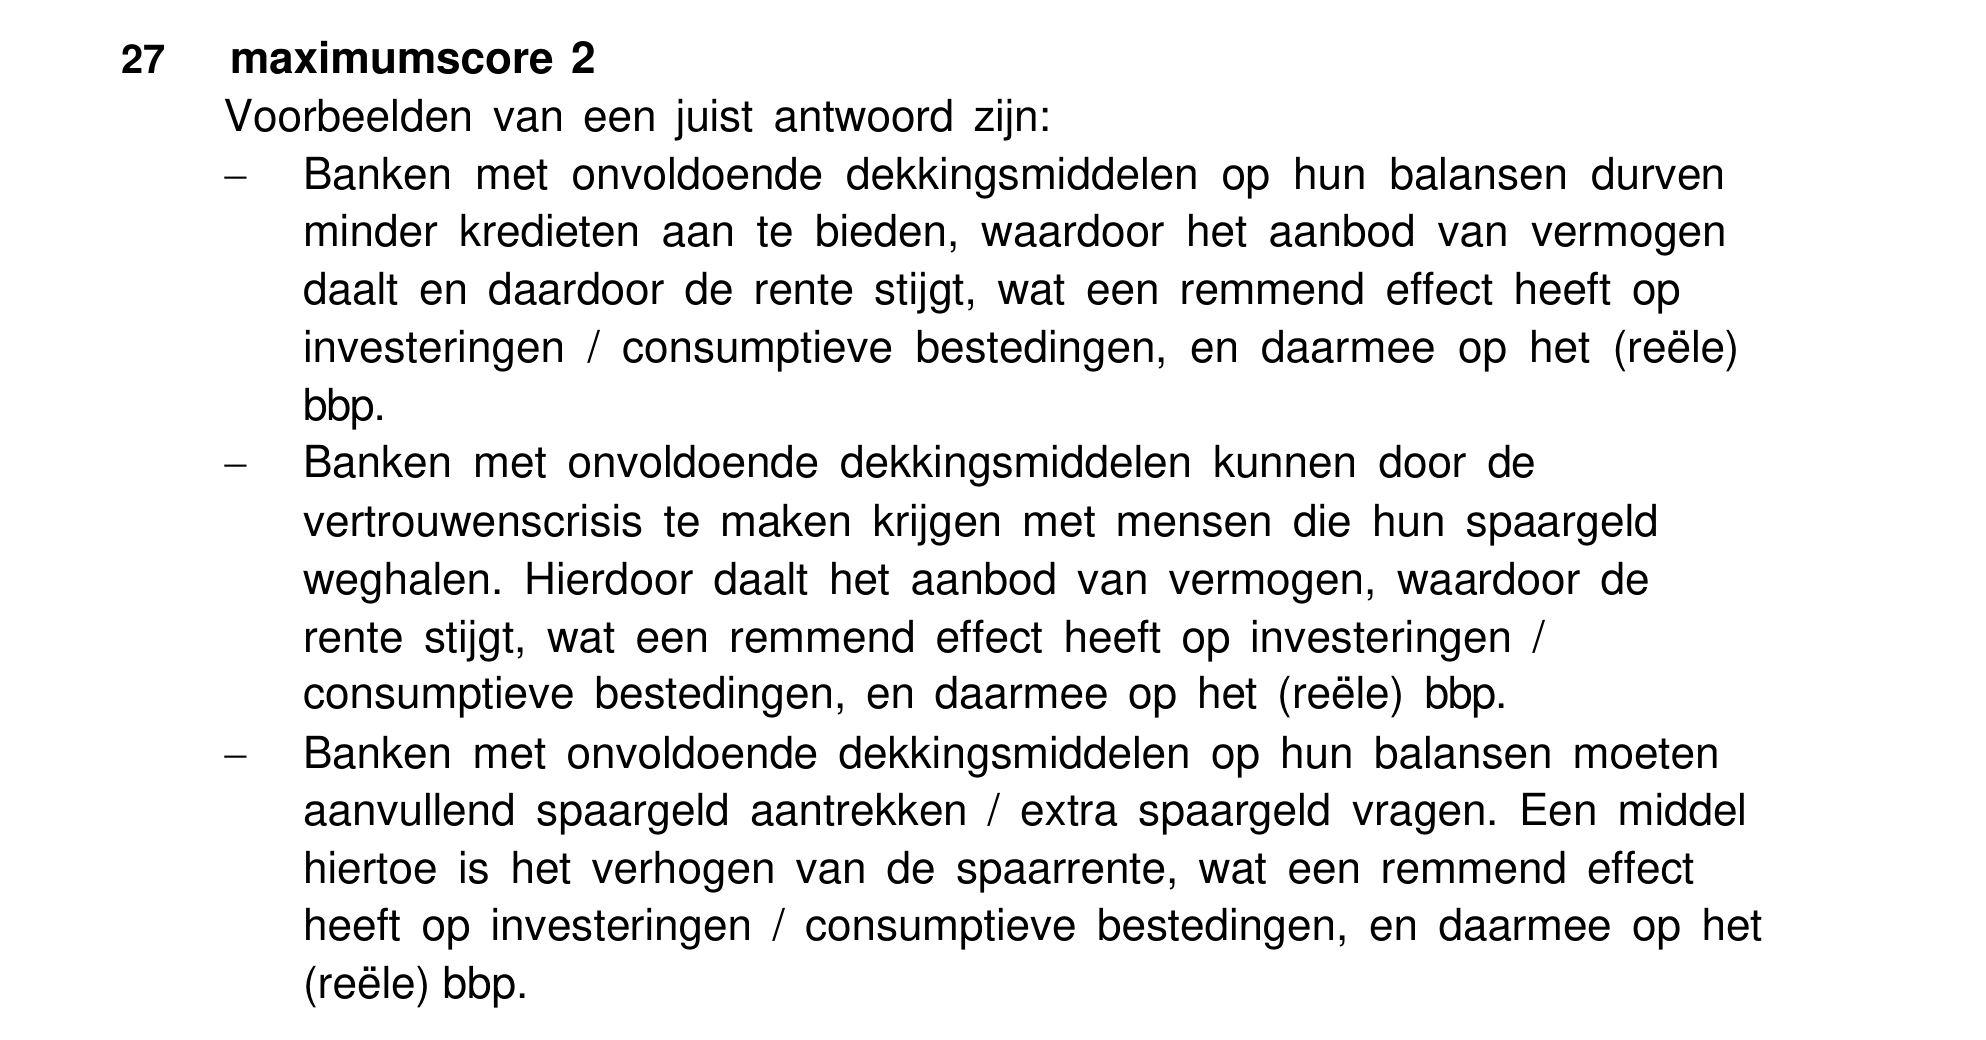 27 maximumscore 2
Voorbeelden van een juist antwoord zijn:
− Banken met onvoldoende dekkingsmiddelen op hun balansen durven
minder kredieten aan te bieden, waardoor het aanbod van vermogen
daalt en daardoor de rente stijgt, wat een remmend effect heeft op
investeringen / consumptieve bestedingen, en daarmee op het (reële)
bbp.
− Banken met onvoldoende dekkingsmiddelen kunnen door de
vertrouwenscrisis te maken krijgen met mensen die hun spaargeld
weghalen. Hierdoor daalt het aanbod van vermogen, waardoor de
rente stijgt, wat een remmend effect heeft op investeringen /
consumptieve bestedingen, en daarmee op het (reële) bbp.
− Banken met onvoldoende dekkingsmiddelen op hun balansen moeten
aanvullend spaargeld aantrekken / extra spaargeld vragen. Een middel
hiertoe is het verhogen van de spaarrente, wat een remmend effect
heeft op investeringen / consumptieve bestedingen, en daarmee op het
(reële) bbp.